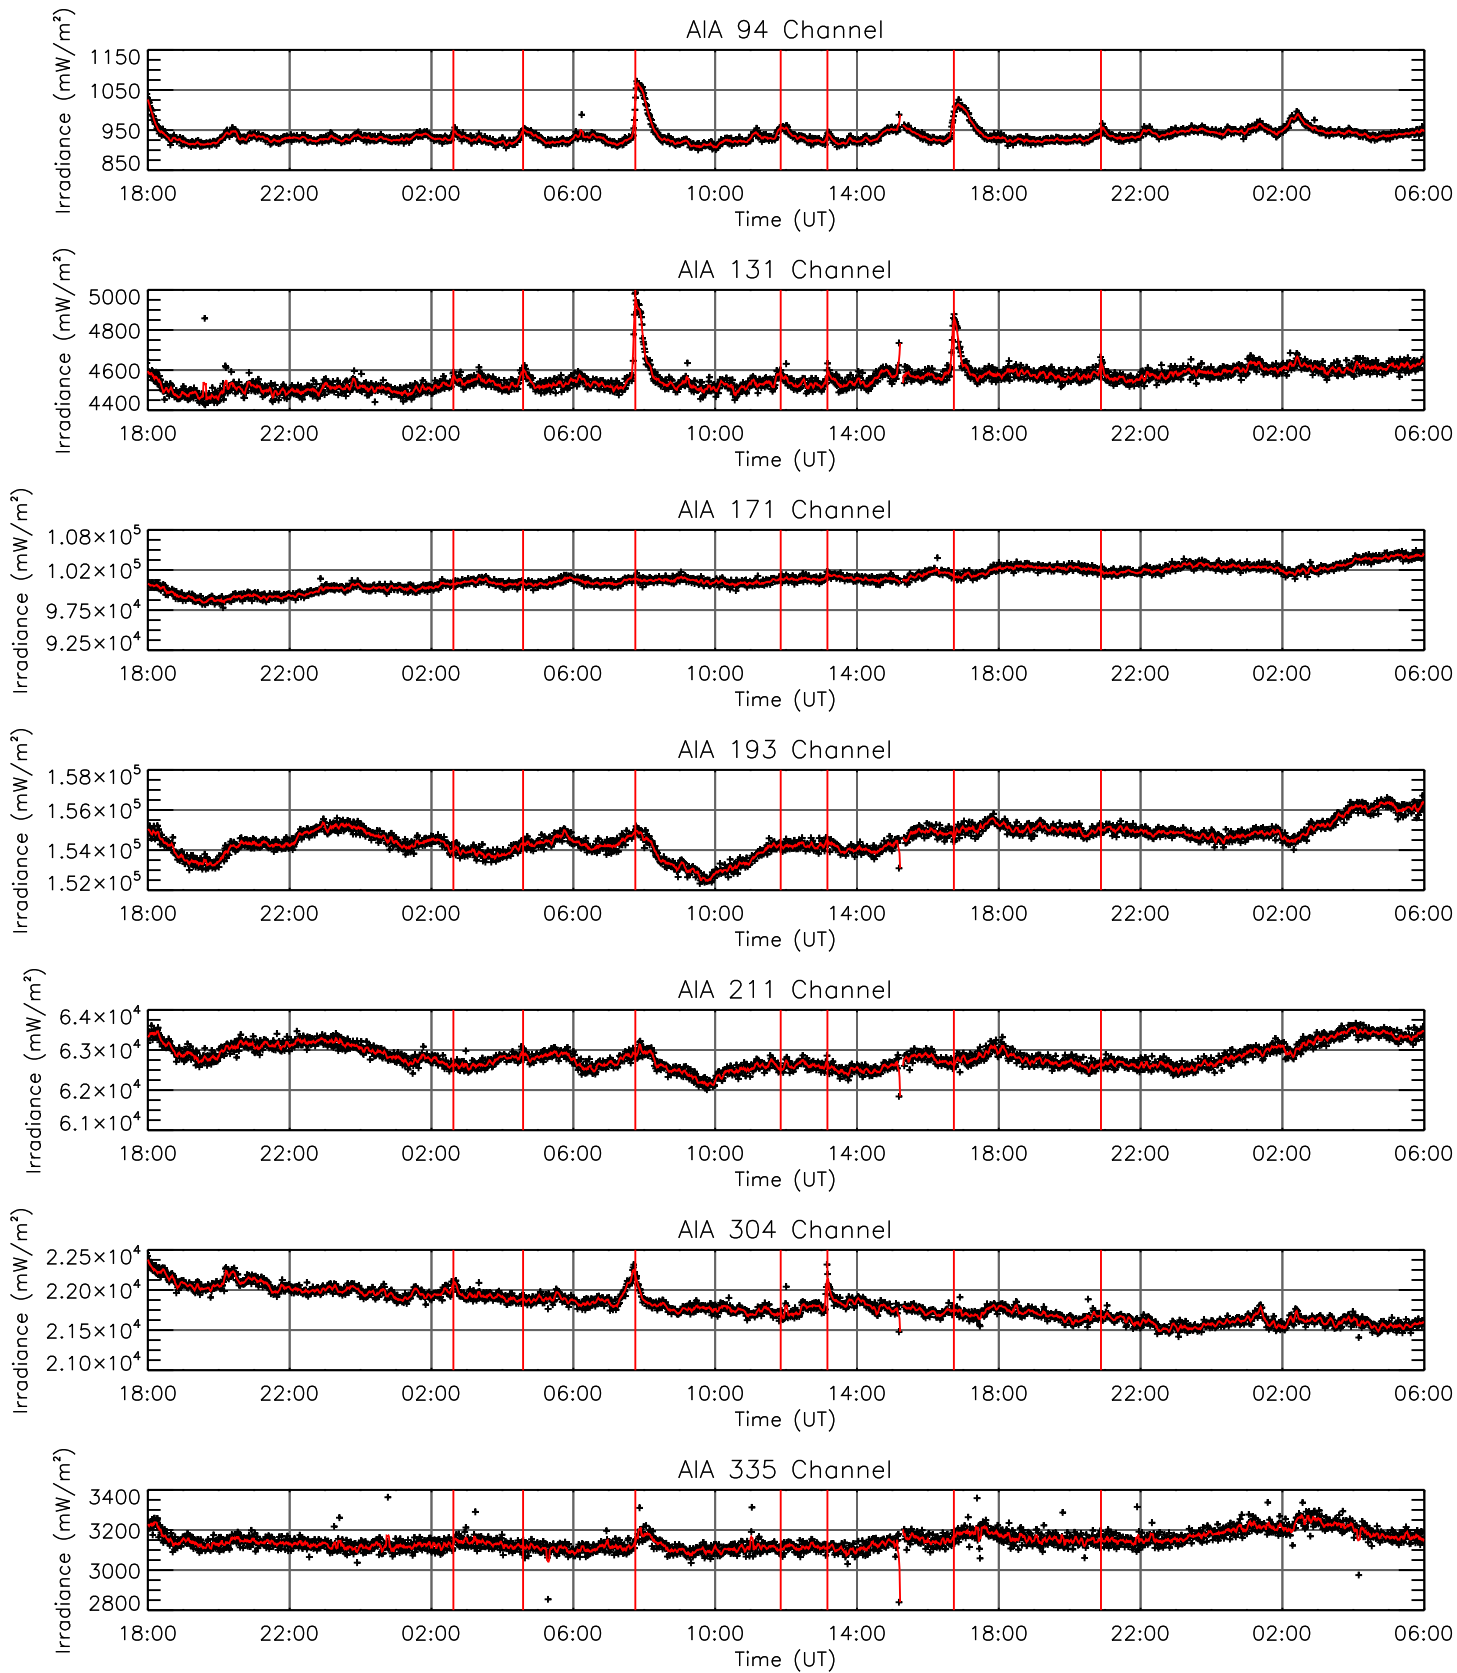 AIA 94 Channel
Irradiance (mW/m²)
1150
1050
950
850
18:00 22:00 02:00 06:00 10:00 14:00 18:00 22:00 02:00 06:00
Time (UT)
AIA 131 Channel
Irradiance (mW/m²)
5000
4800
4600
4400
18:00 22:00 02:00 06:00 10:00 14:00 18:00 22:00 02:00 06:00
Time (UT)
AIA 171 Channel
Irradiance (mW/m²)
1.08×10⁵
1.02×10⁵
9.75×10⁴
9.25×10⁴
18:00 22:00 02:00 06:00 10:00 14:00 18:00 22:00 02:00 06:00
Time (UT)
AIA 193 Channel
Irradiance (mW/m²)
1.58×10⁵
1.56×10⁵
1.54×10⁵
1.52×10⁵
18:00 22:00 02:00 06:00 10:00 14:00 18:00 22:00 02:00 06:00
Time (UT)
AIA 211 Channel
Irradiance (mW/m²)
6.4×10⁴
6.3×10⁴
6.2×10⁴
6.1×10⁴
18:00 22:00 02:00 06:00 10:00 14:00 18:00 22:00 02:00 06:00
Time (UT)
AIA 304 Channel
Irradiance (mW/m²)
2.25×10⁴
2.20×10⁴
2.15×10⁴
2.10×10⁴
18:00 22:00 02:00 06:00 10:00 14:00 18:00 22:00 02:00 06:00
Time (UT)
AIA 335 Channel
Irradiance (mW/m²)
3400
3200
3000
2800
18:00 22:00 02:00 06:00 10:00 14:00 18:00 22:00 02:00 06:00
Time (UT)